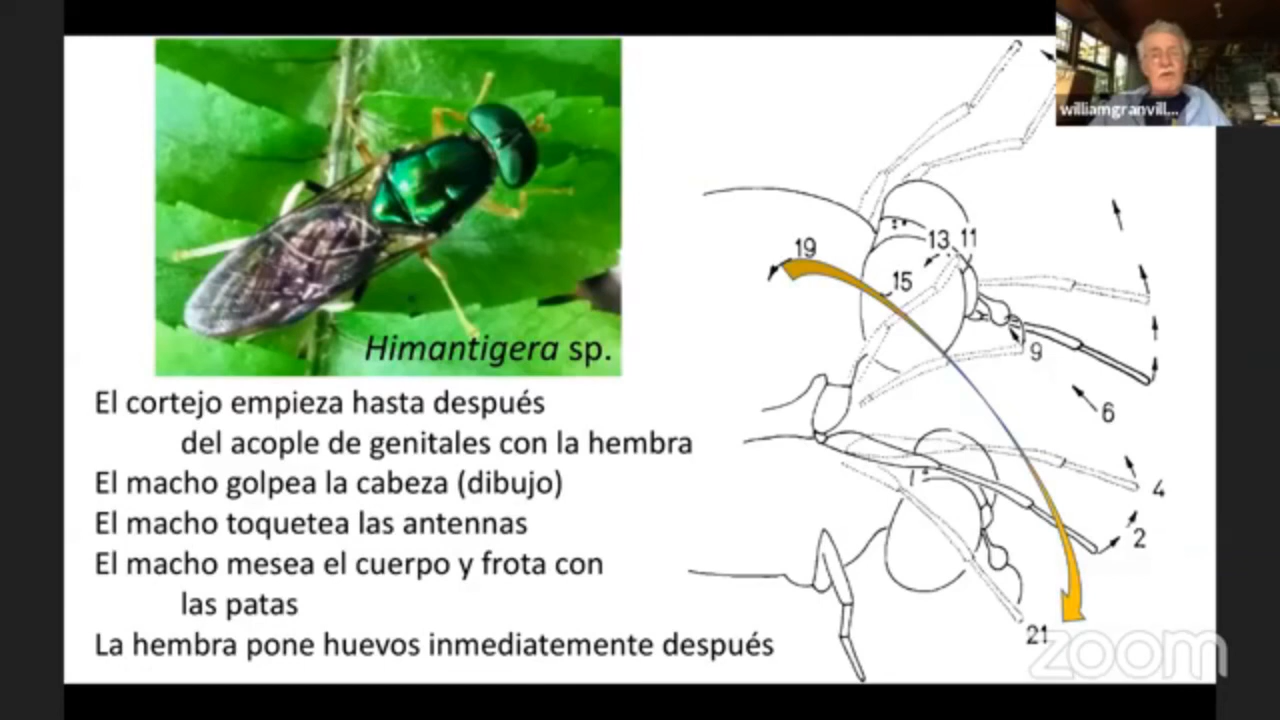 williamgranvill...
Himantigera sp.
El cortejo empieza hasta después
del acople de genitales con la hembra
El macho golpea la cabeza (dibujo)
El macho toquetea las antennas
El macho mesea el cuerpo y frota con
las patas
La hembra pone huevos inmediatamente después
19
13 11
15
9
6
4
2
21
zoom